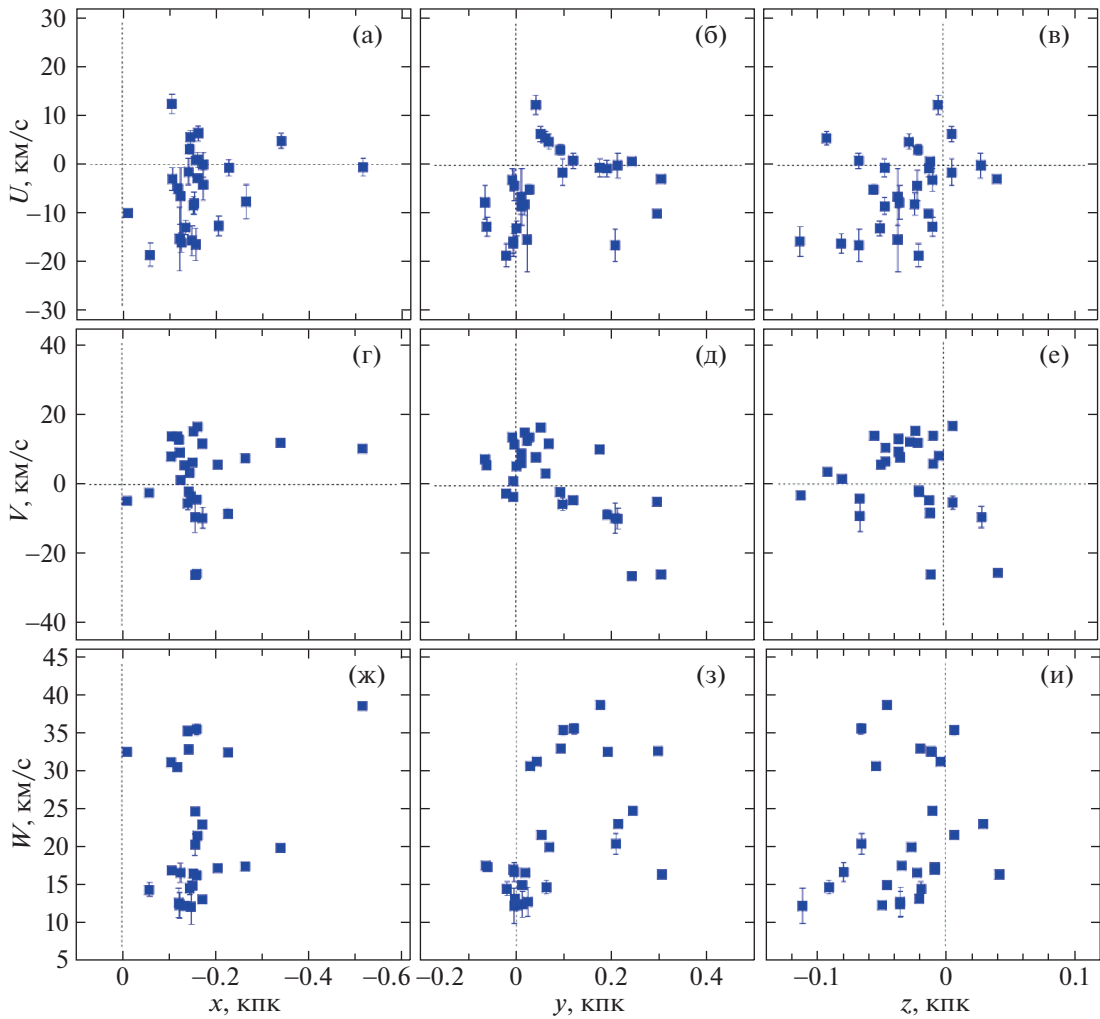 30
20
10
0
−10
−20
−30
U, км/с
(а)
(б)
(в)
40
20
0
−20
−40
V, км/с
(г)
(д)
(е)
45
40
35
30
25
20
15
10
5
W, км/с
(ж)
(з)
(и)
0 −0.2 −0.4 −0.6
−0.2 0 0.2 0.4
−0.1 0 0.1
x, кпк
y, кпк
z, кпк